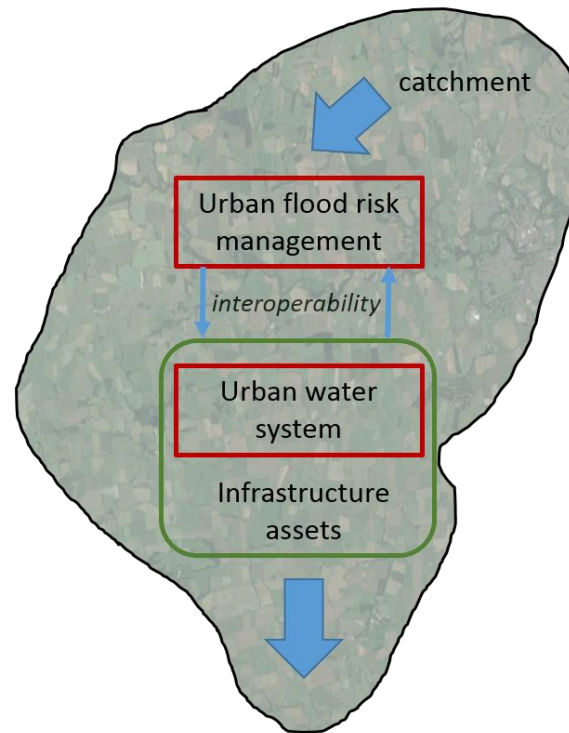 catchment
Urban flood risk
management
interoperability
Urban water
system
Infrastructure
assets